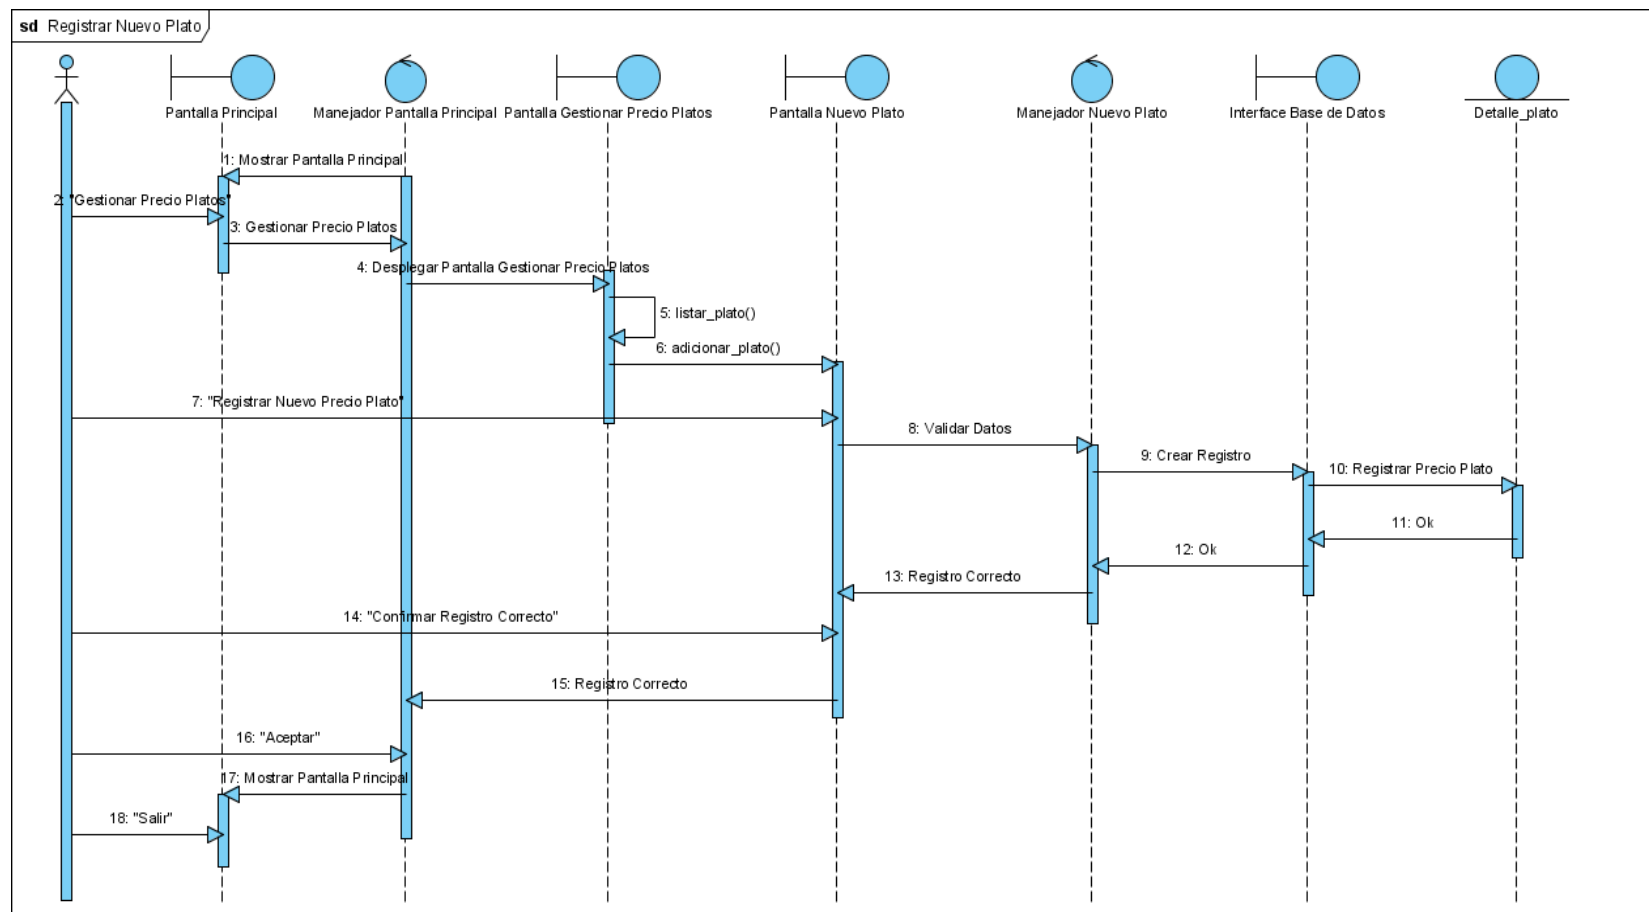 sd Registrar Nuevo Plato
Pantalla Principal
Manejador Pantalla Principal
Pantalla Gestionar Precio Platos
Pantalla Nuevo Plato
Manejador Nuevo Plato
Interface Base de Datos
Detalle_plato
1: Mostrar Pantalla Principal
2: "Gestionar Precio Platos"
3: Gestionar Precio Platos
4: Desplegar Pantalla Gestionar Precio Platos
5: listar_plato()
6: adicionar_plato()
7: "Registrar Nuevo Precio Plato"
8: Validar Datos
9: Crear Registro
10: Registrar Precio Plato
11: Ok
12: Ok
13: Registro Correcto
14: "Confirmar Registro Correcto"
15: Registro Correcto
16: "Aceptar"
17: Mostrar Pantalla Principal
18: "Salir"